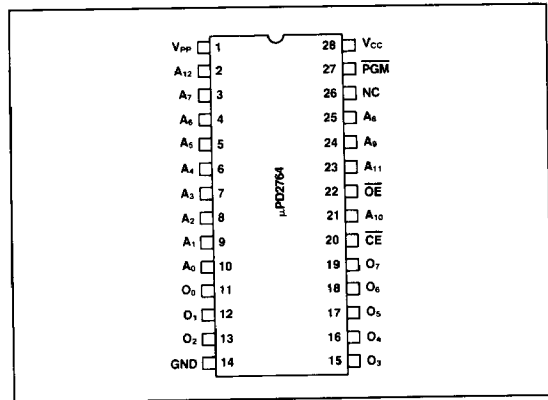 VPP 1 28 VCC
A12 2 27 PGM
A7 3 26 NC
A6 4 25 A8
A5 5 24 A9
A4 6 23 A11
A3 7 22 OE
A2 8 21 A10
A1 9 20 CE
A0 10 19 O7
O0 11 18 O6
O1 12 17 O5
O2 13 16 O4
GND 14 15 O3
μPD2764